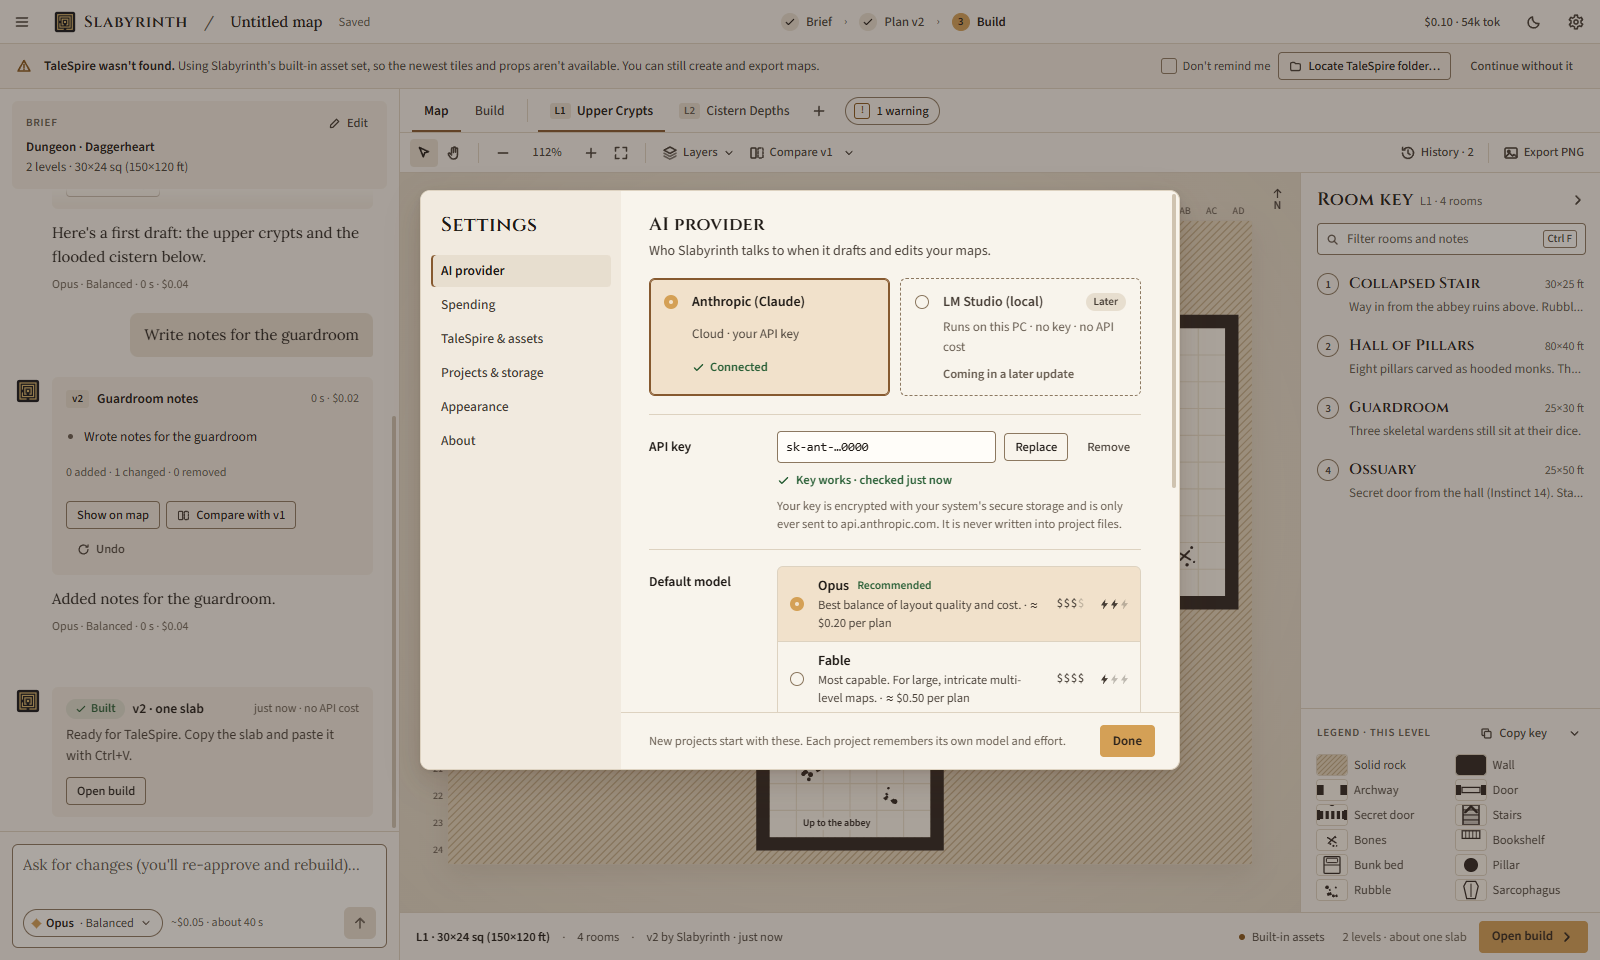 SLABYRINTH / Untitled map Saved
Brief › Plan v2 › 3 Build
$0.10 · 54k tok
TaleSpire wasn't found. Using Slabyrinth's built-in asset set, so the newest tiles and props aren't available. You can still create and export maps.
Don't remind me
Locate TaleSpire folder…
Continue without it
BRIEF
Edit
Dungeon · Daggerheart
2 levels · 30×24 sq (150×120 ft)
Here's a first draft: the upper crypts and the
flooded cistern below.
Opus · Balanced · 0 s · $0.04
Write notes for the guardroom
v2 Guardroom notes 0 s · $0.02
Wrote notes for the guardroom
0 added · 1 changed · 0 removed
Show on map
Compare with v1
Undo
Added notes for the guardroom.
Opus · Balanced · 0 s · $0.04
Built v2 · one slab just now · no API cost
Ready for TaleSpire. Copy the slab and paste it
with Ctrl+V.
Open build
Ask for changes (you'll re-approve and rebuild)…
Opus · Balanced
~$0.05 · about 40 s
Map Build L1 Upper Crypts L2 Cistern Depths + 1 warning
112%
Layers
Compare v1
History · 2
Export PNG
SETTINGS
AI provider
Spending
TaleSpire & assets
Projects & storage
Appearance
About
AI PROVIDER
Who Slabyrinth talks to when it drafts and edits your maps.
Anthropic (Claude)
Cloud · your API key
Connected
LM Studio (local) Later
Runs on this PC · no key · no API
cost
Coming in a later update
API key
sk-ant-…0000
Replace
Remove
Key works · checked just now
Your key is encrypted with your system's secure storage and is only
ever sent to api.anthropic.com. It is never written into project files.
Default model
Opus Recommended
Best balance of layout quality and cost. · ≈
$0.20 per plan
$$$$
Fable
Most capable. For large, intricate multi-
level maps. · ≈ $0.50 per plan
$$$$
New projects start with these. Each project remembers its own model and effort.
Done
AB AC AD
N
22
23
24
Up to the abbey
ROOM KEY L1 · 4 rooms
Filter rooms and notes Ctrl F
1 COLLAPSED STAIR 30×25 ft
Way in from the abbey ruins above. Rubbl…
2 HALL OF PILLARS 80×40 ft
Eight pillars carved as hooded monks. Th…
3 GUARDROOM 25×30 ft
Three skeletal wardens still sit at their dice.
4 OSSUARY 25×50 ft
Secret door from the hall (Instinct 14). Sta…
LEGEND · THIS LEVEL
Copy key
Solid rock
Wall
Archway
Door
Secret door
Stairs
Bones
Bookshelf
Bunk bed
Pillar
Rubble
Sarcophagus
L1 · 30×24 sq (150×120 ft) · 4 rooms · v2 by Slabyrinth · just now
Built-in assets
2 levels · about one slab
Open build